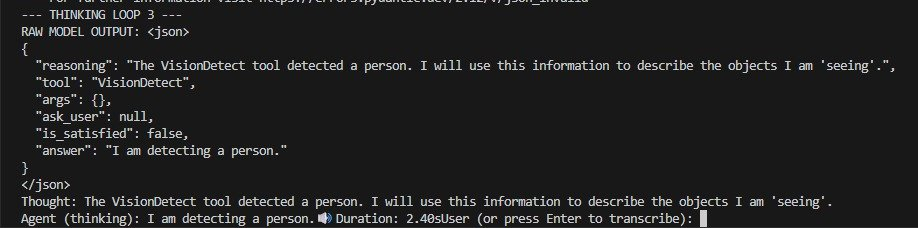 For further information visit https://errors.pydantic.dev/2.12/v/json_invalid
--- THINKING LOOP 3 ---
RAW MODEL OUTPUT: <json>
{
  "reasoning": "The VisionDetect tool detected a person. I will use this information to describe the objects I am 'seeing'.",
  "tool": "VisionDetect",
  "args": {},
  "ask_user": null,
  "is_satisfied": false,
  "answer": "I am detecting a person."
}
</json>
Thought: The VisionDetect tool detected a person. I will use this information to describe the objects I am 'seeing'.
Agent (thinking): I am detecting a person.🔊Duration: 2.40sUser (or press Enter to transcribe):